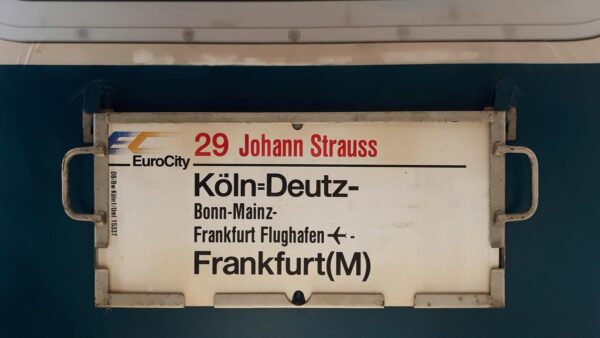 EC
EuroCity
29 Johann Strauss
Köln=Deutz-
Bonn-Mainz-
Frankfurt Flughafen ✈ -
Frankfurt(M)